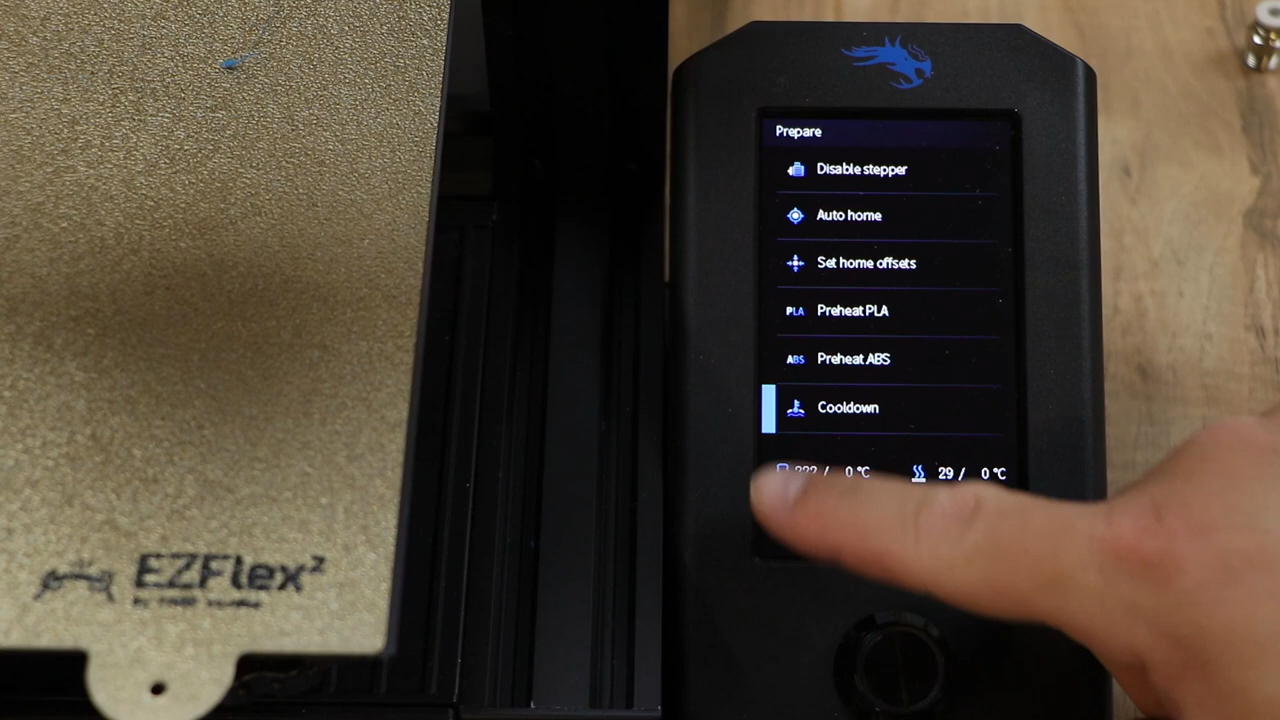 Prepare
Disable stepper
Auto home
Set home offsets
PLA Preheat PLA
ABS Preheat ABS
Cooldown
222 / 0 °C 29 / 0 °C
EZFlex²